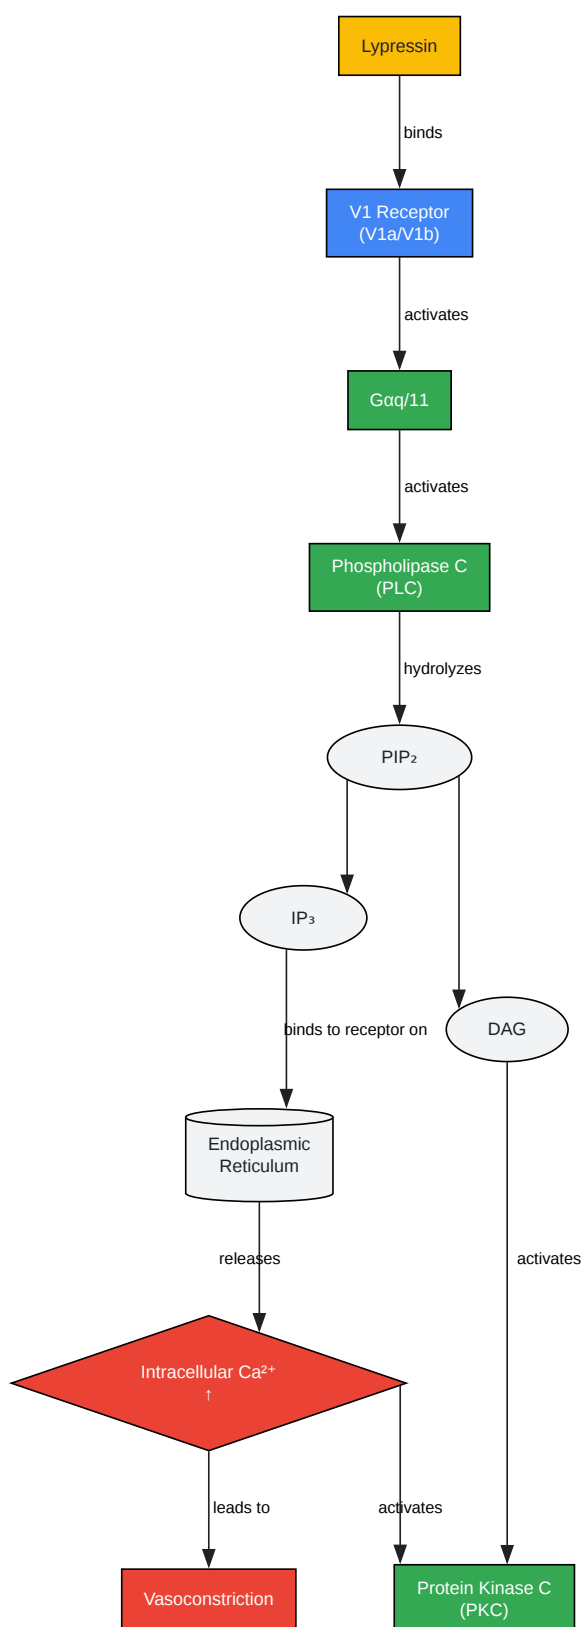 Lypressin
binds
V1 Receptor
(V1a/V1b)
activates
Gαq/11
activates
Phospholipase C
(PLC)
hydrolyzes
PIP₂
IP₃
DAG
binds to receptor on
Endoplasmic
Reticulum
releases
activates
Intracellular Ca²⁺
↑
leads to
activates
Vasoconstriction
Protein Kinase C
(PKC)